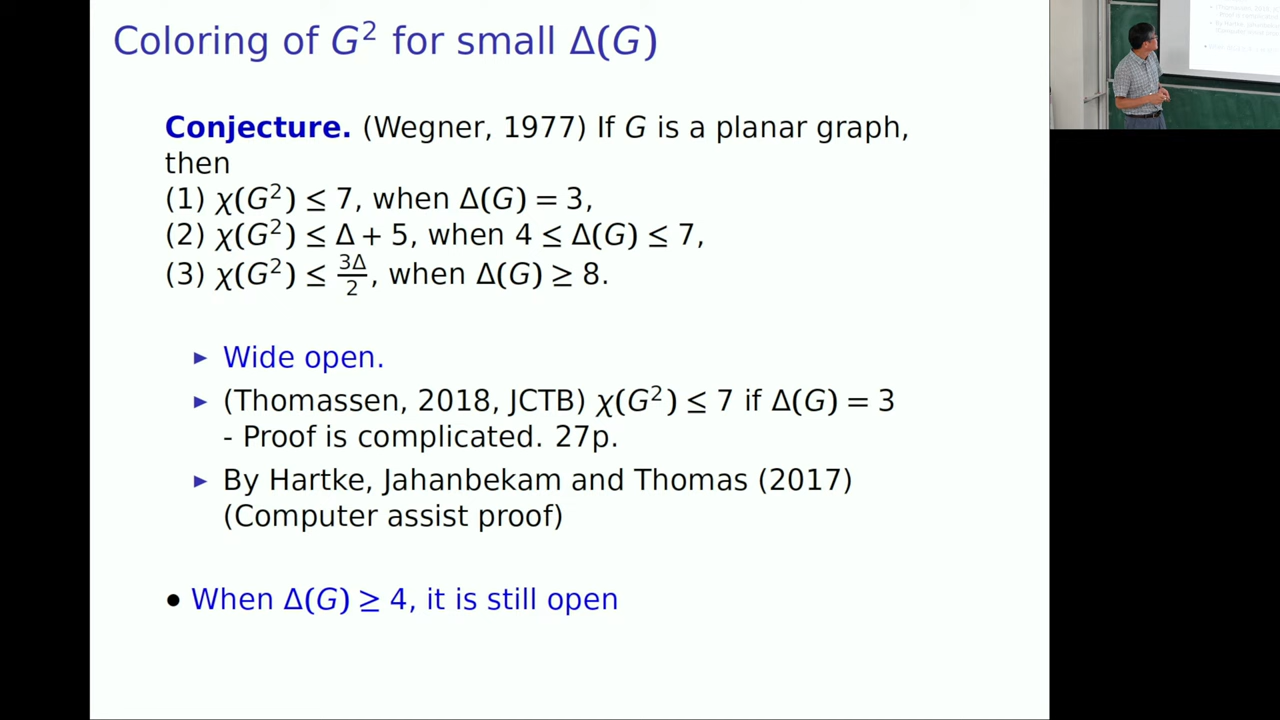 Coloring of G² for small Δ(G)
Conjecture. (Wegner, 1977) If G is a planar graph,
then
(1) χ(G²) ≤ 7, when Δ(G) = 3,
(2) χ(G²) ≤ Δ + 5, when 4 ≤ Δ(G) ≤ 7,
(3) χ(G²) ≤ 3Δ/2, when Δ(G) ≥ 8.
▶ Wide open.
▶ (Thomassen, 2018, JCTB) χ(G²) ≤ 7 if Δ(G) = 3
- Proof is complicated. 27p.
▶ By Hartke, Jahanbekam and Thomas (2017)
(Computer assist proof)
• When Δ(G) ≥ 4, it is still open